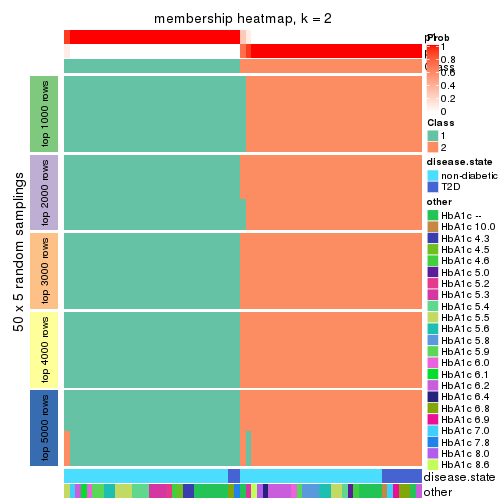 membership heatmap, k = 2
50 x 5 random samplings
top 1000 rows
top 2000 rows
top 3000 rows
top 4000 rows
top 5000 rows
Prob
1
0.8
0.6
0.4
0.2
0
Class
1
2
disease.state
non-diabetic
T2D
other
HbA1c --
HbA1c 10.0
HbA1c 4.3
HbA1c 4.5
HbA1c 4.6
HbA1c 5.0
HbA1c 5.2
HbA1c 5.3
HbA1c 5.4
HbA1c 5.5
HbA1c 5.6
HbA1c 5.8
HbA1c 5.9
HbA1c 6.0
HbA1c 6.1
HbA1c 6.2
HbA1c 6.4
HbA1c 6.8
HbA1c 6.9
HbA1c 7.0
HbA1c 7.8
HbA1c 8.0
HbA1c 8.6
disease.state
other